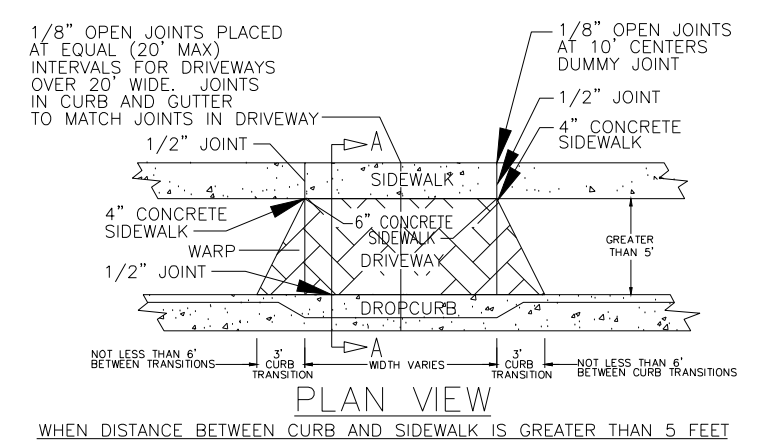 1/8" OPEN JOINTS PLACED
AT EQUAL (20' MAX)
INTERVALS FOR DRIVEWAYS
OVER 20' WIDE. JOINTS
IN CURB AND GUTTER
TO MATCH JOINTS IN DRIVEWAY
1/8" OPEN JOINTS
AT 10' CENTERS
DUMMY JOINT
1/2" JOINT
4" CONCRETE
SIDEWALK
1/2" JOINT
A
SIDEWALK
4" CONCRETE
SIDEWALK
6" CONCRETE
SIDEWALK
WARP
DRIVEWAY
GREATER
THAN 5'
1/2" JOINT
DROPCURB
A
NOT LESS THAN 6'
BETWEEN TRANSITIONS
3'
CURB
TRANSITION
WIDTH VARIES
3'
CURB
TRANSITION
NOT LESS THAN 6'
BETWEEN CURB TRANSITIONS
PLAN VIEW
WHEN DISTANCE BETWEEN CURB AND SIDEWALK IS GREATER THAN 5 FEET